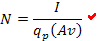 N = I / q_p(Av)